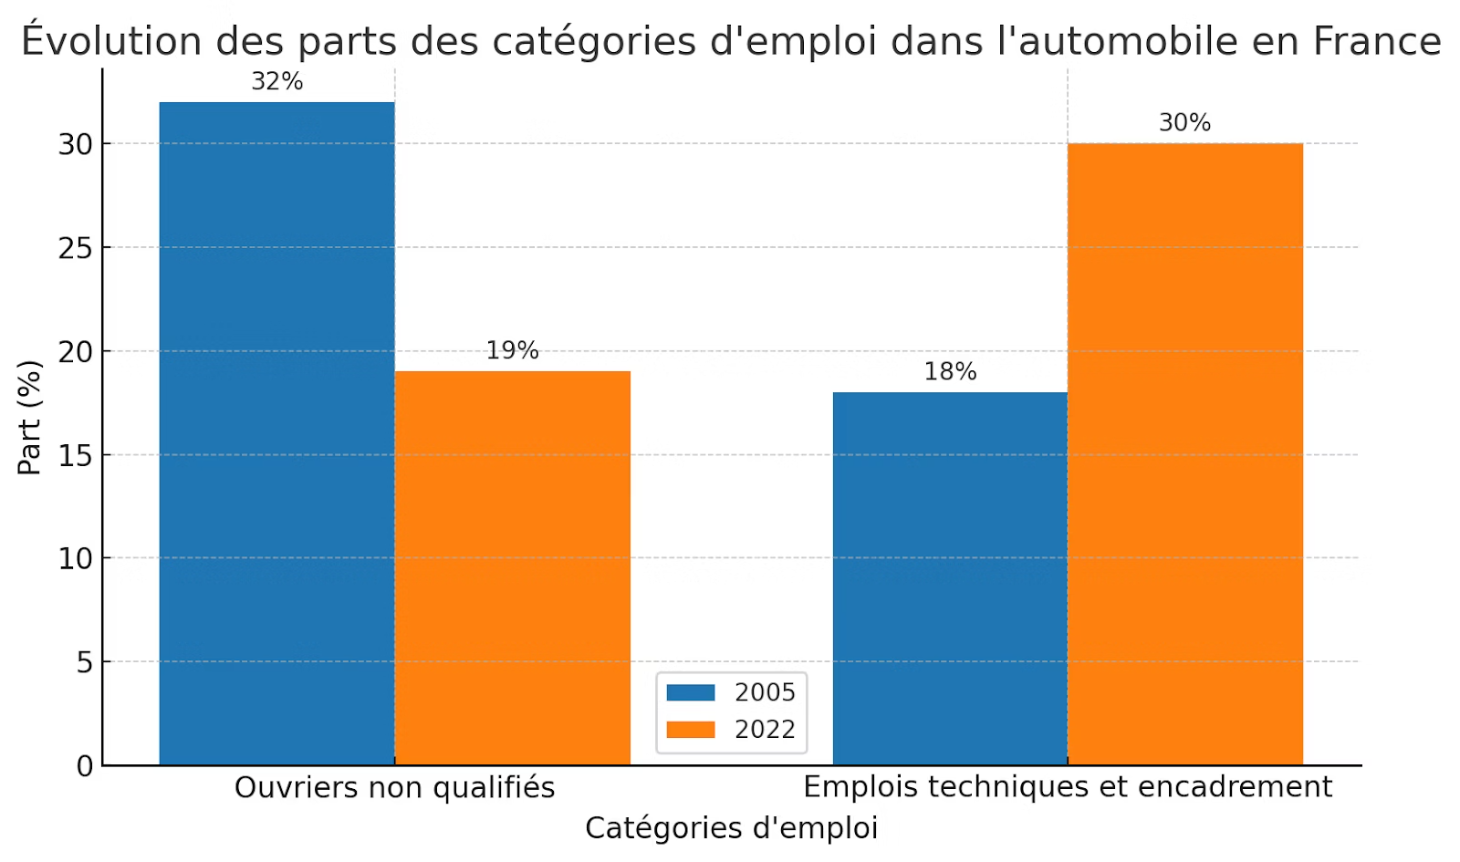 Évolution des parts des catégories d'emploi dans l'automobile en France
32%
30%
19%
18%
30
25
20
15
10
5
0
Part (%)
2005
2022
Ouvriers non qualifiés
Emplois techniques et encadrement
Catégories d'emploi